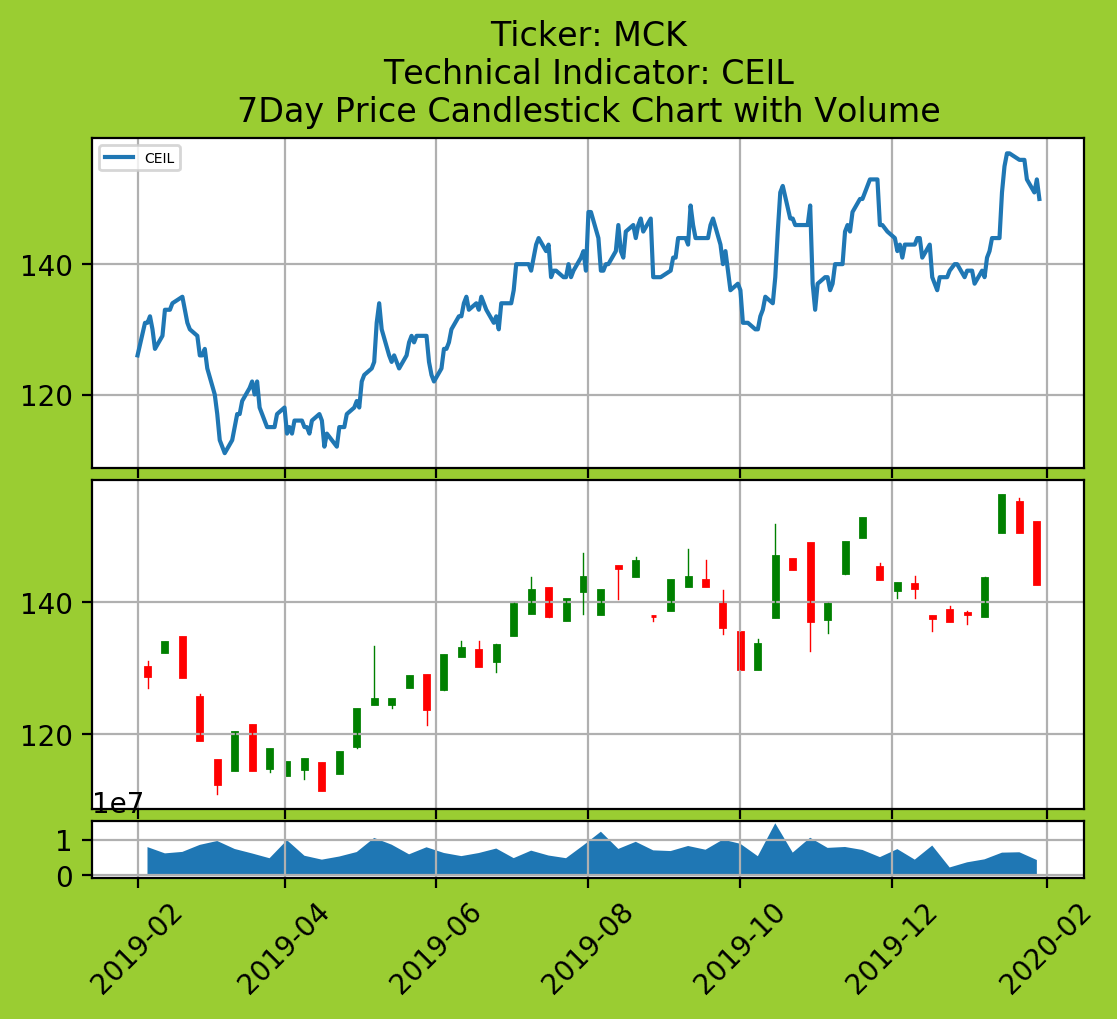 Ticker: MCK
Technical Indicator: CEIL
7Day Price Candlestick Chart with Volume
CEIL
140
120
140
120
1e7
1
0
2019-02
2019-04
2019-06
2019-08
2019-10
2019-12
2020-02